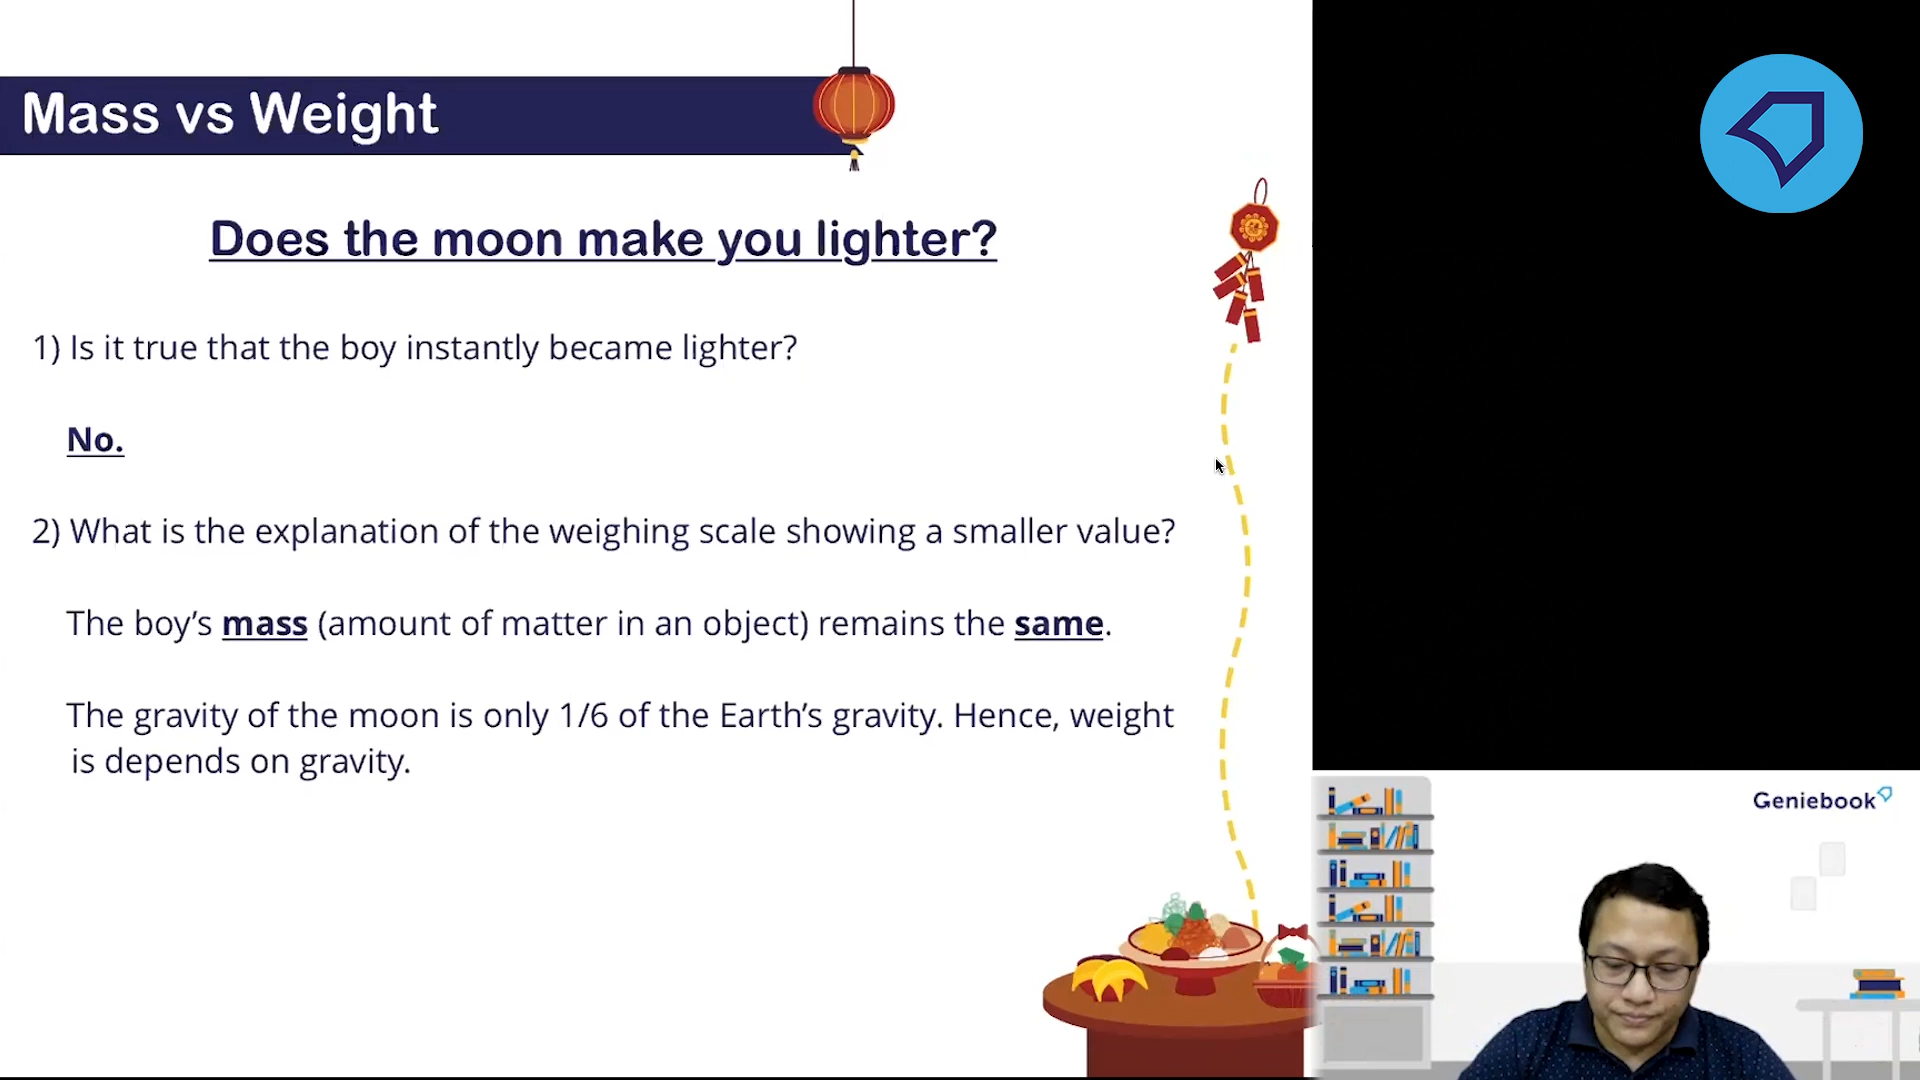 Mass vs Weight
Does the moon make you lighter?
1) Is it true that the boy instantly became lighter?
No.
2) What is the explanation of the weighing scale showing a smaller value?
The boy’s mass (amount of matter in an object) remains the same.
The gravity of the moon is only 1/6 of the Earth’s gravity. Hence, weight
is depends on gravity.
Geniebook